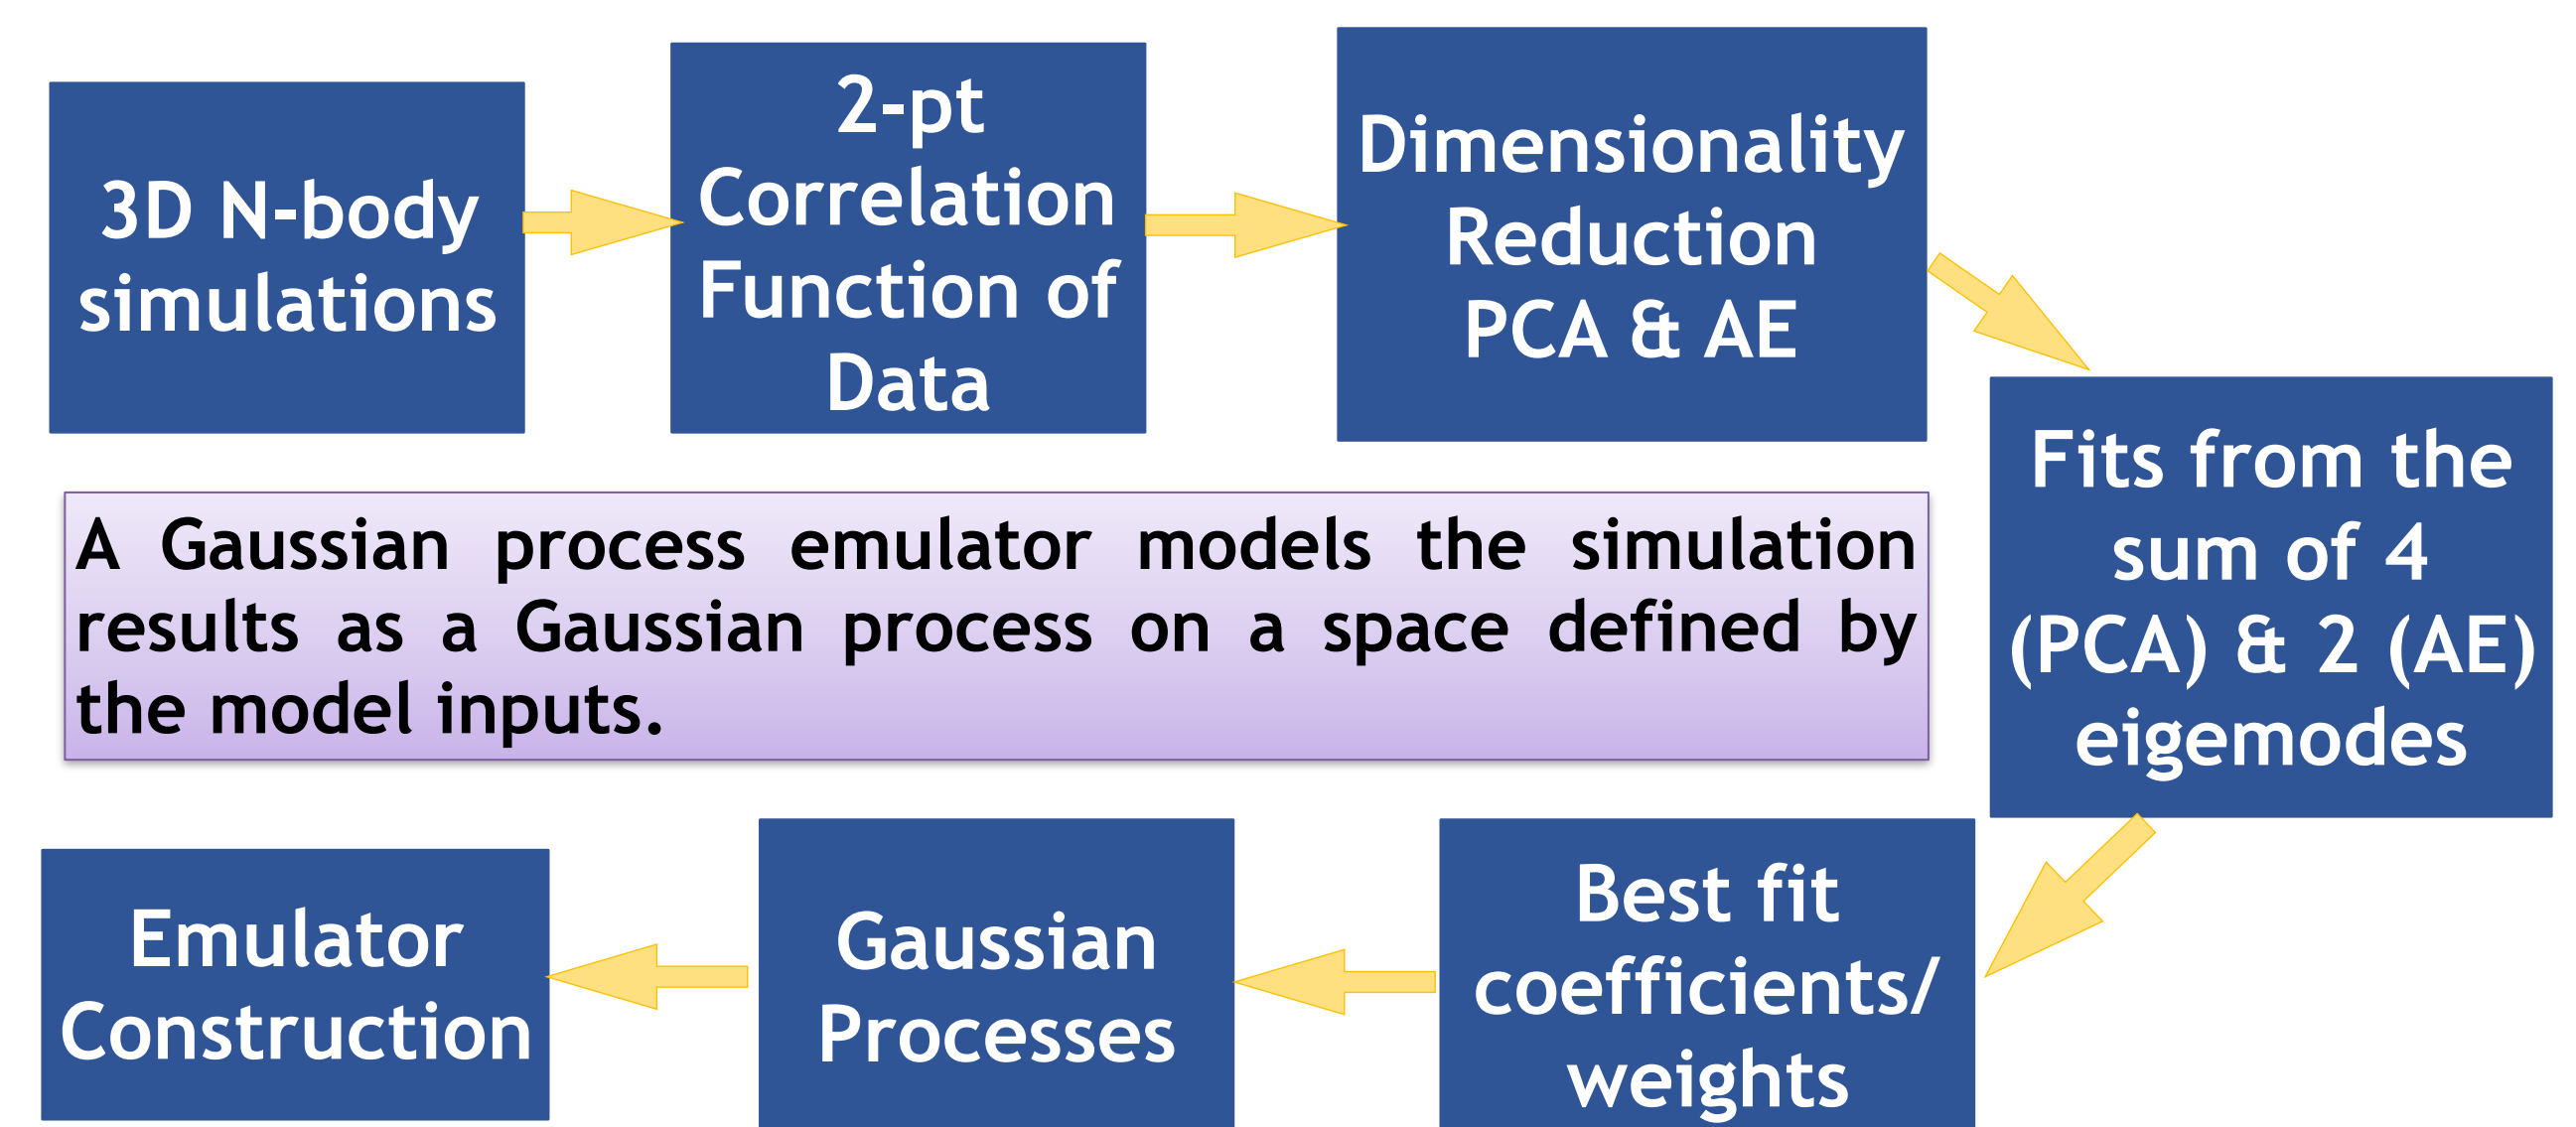 3D N-body
simulations
2-pt
Correlation
Function of
Data
Dimensionality
Reduction
PCA & AE
Fits from the
sum of 4
(PCA) & 2 (AE)
eigemodes
A Gaussian process emulator models the simulation
results as a Gaussian process on a space defined by
the model inputs.
Best fit
coefficients/
weights
Gaussian
Processes
Emulator
Construction